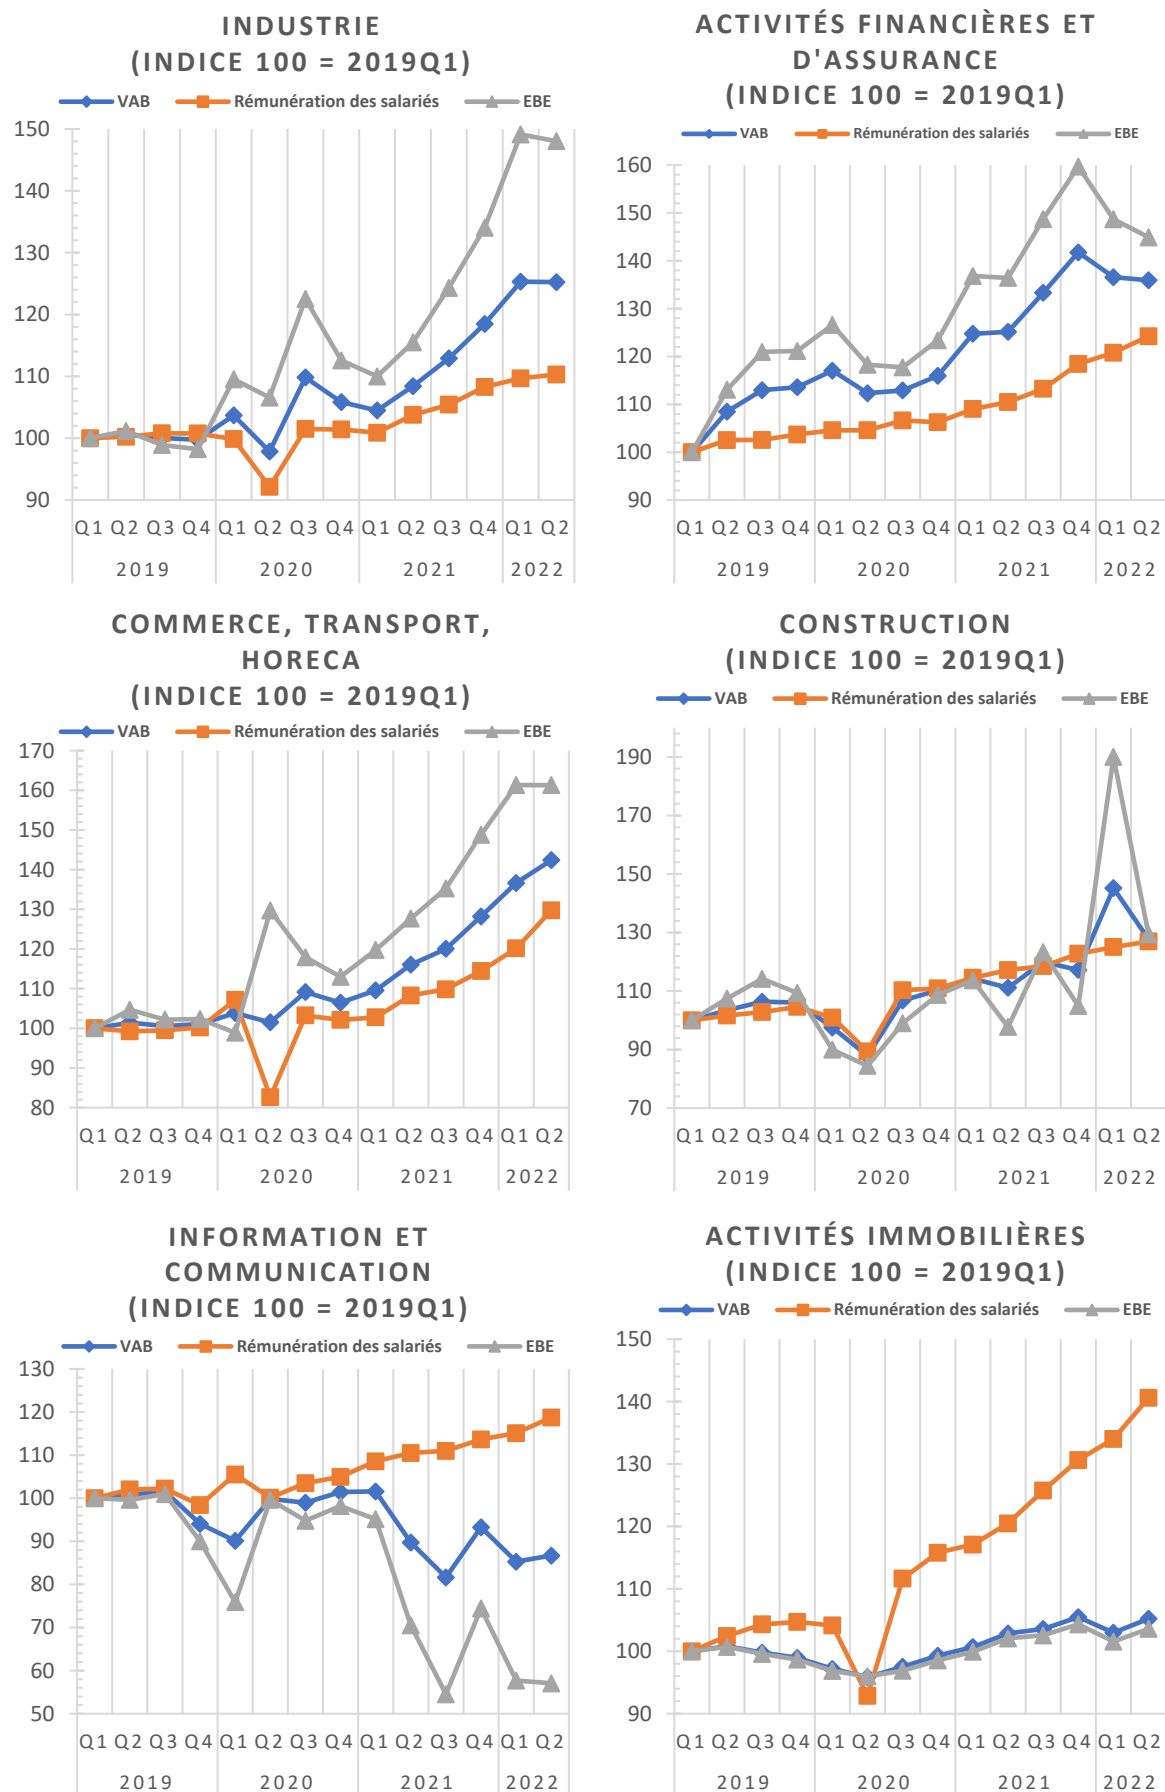 INDUSTRIE
(INDICE 100 = 2019Q1)
VAB Rémunération des salariés EBE
150
140
130
120
110
100
90
Q1 Q2 Q3 Q4 Q1 Q2 Q3 Q4 Q1 Q2 Q3 Q4 Q1 Q2
2019 2020 2021 2022
ACTIVITÉS FINANCIÈRES ET
D'ASSURANCE
(INDICE 100 = 2019Q1)
VAB Rémunération des salariés EBE
160
150
140
130
120
110
100
90
Q1 Q2 Q3 Q4 Q1 Q2 Q3 Q4 Q1 Q2 Q3 Q4 Q1 Q2
2019 2020 2021 2022
COMMERCE, TRANSPORT,
HORECA
(INDICE 100 = 2019Q1)
VAB Rémunération des salariés EBE
170
160
150
140
130
120
110
100
90
80
Q1 Q2 Q3 Q4 Q1 Q2 Q3 Q4 Q1 Q2 Q3 Q4 Q1 Q2
2019 2020 2021 2022
CONSTRUCTION
(INDICE 100 = 2019Q1)
VAB Rémunération des salariés EBE
190
170
150
130
110
90
70
Q1 Q2 Q3 Q4 Q1 Q2 Q3 Q4 Q1 Q2 Q3 Q4 Q1 Q2
2019 2020 2021 2022
INFORMATION ET
COMMUNICATION
(INDICE 100 = 2019Q1)
VAB Rémunération des salariés EBE
130
120
110
100
90
80
70
60
50
Q1 Q2 Q3 Q4 Q1 Q2 Q3 Q4 Q1 Q2 Q3 Q4 Q1 Q2
2019 2020 2021 2022
ACTIVITÉS IMMOBILIÈRES
(INDICE 100 = 2019Q1)
VAB Rémunération des salariés EBE
150
140
130
120
110
100
90
Q1 Q2 Q3 Q4 Q1 Q2 Q3 Q4 Q1 Q2 Q3 Q4 Q1 Q2
2019 2020 2021 2022